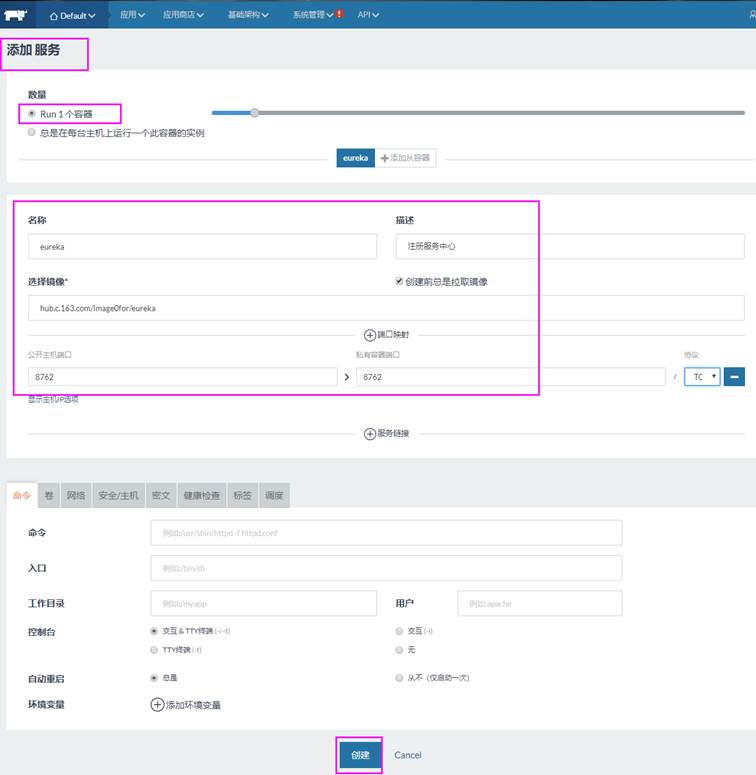 Default 应用 应用商店 基础架构 系统管理 ! API
添加 服务
数量
Run 1 个容器
总是在每台主机上运行一个此容器的实例
eureka 添加从容器
名称 描述
eureka 注册服务中心
选择镜像* 创建前总是拉取镜像
hub.c.163.com/image0for/eureka
端口映射
公开主机端口 私有容器端口 协议
8762 > 8762 / TC
显示主机IP选项
服务链接
命令 卷 网络 安全/主机 密文 健康检查 标签 调度
命令 例如:/usr/sbin/httpd -f httpd.conf
入口 例如:/bin/sh
工作目录 例如:/myapp 用户 例如:apache
控制台 交互 & TTY终端 (-i -t) 交互 (-i)
TTY终端 (-t) 无
自动重启 总是 从不（仅启动一次）
环境变量 添加环境变量
创建 Cancel